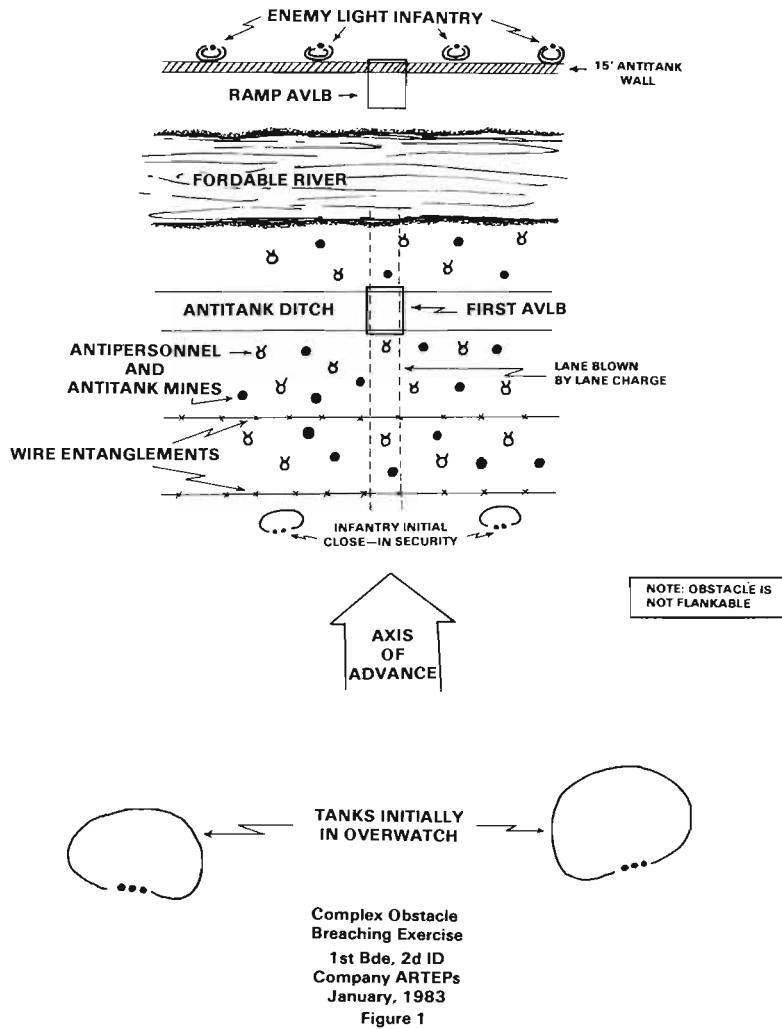 ENEMY LIGHT INFANTRY
15' ANTITANK
WALL
RAMP AVLB
FORDABLE RIVER
ANTITANK DITCH
FIRST AVLB
ANTIPERSONNEL
AND
ANTITANK MINES
LANE BLOWN
BY LANE CHARGE
WIRE ENTANGLEMENTS
INFANTRY INITIAL
CLOSE-IN SECURITY
NOTE: OBSTACLE IS
NOT FLANKABLE
AXIS
OF
ADVANCE
TANKS INITIALLY
IN OVERWATCH
Complex Obstacle
Breaching Exercise
1st Bde, 2d ID
Company ARTEPs
January, 1983
Figure 1